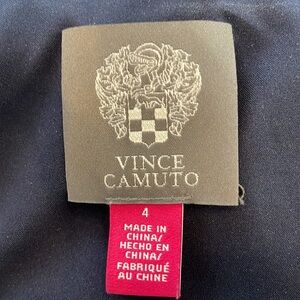 VINCE
CAMUTO
4
MADE IN
CHINA/
HECHO EN
CHINA/
FABRIQUÉ
AU CHINE